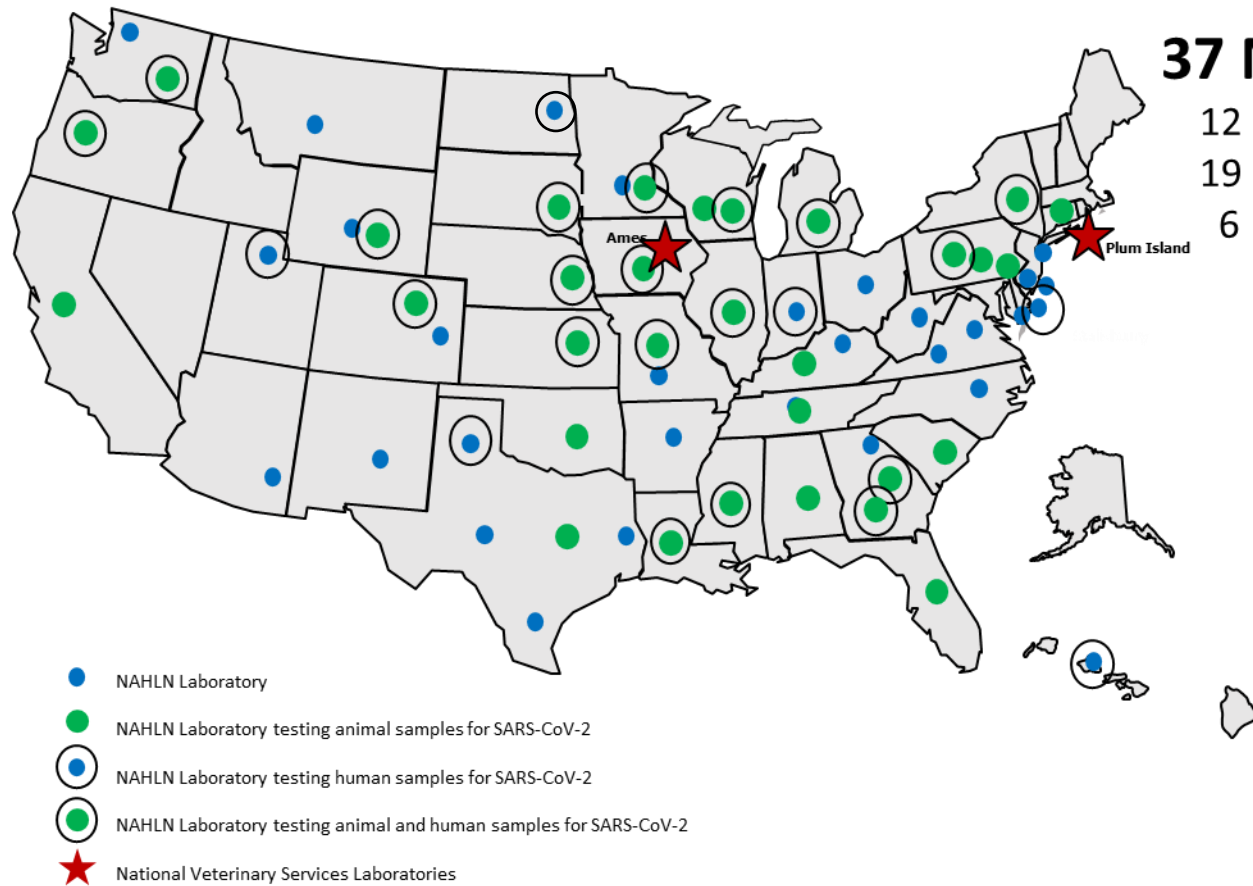 37
12
19
6
Ames
Plum Island
NAHLN Laboratory
NAHLN Laboratory testing animal samples for SARS-CoV-2
NAHLN Laboratory testing human samples for SARS-CoV-2
NAHLN Laboratory testing animal and human samples for SARS-CoV-2
National Veterinary Services Laboratories